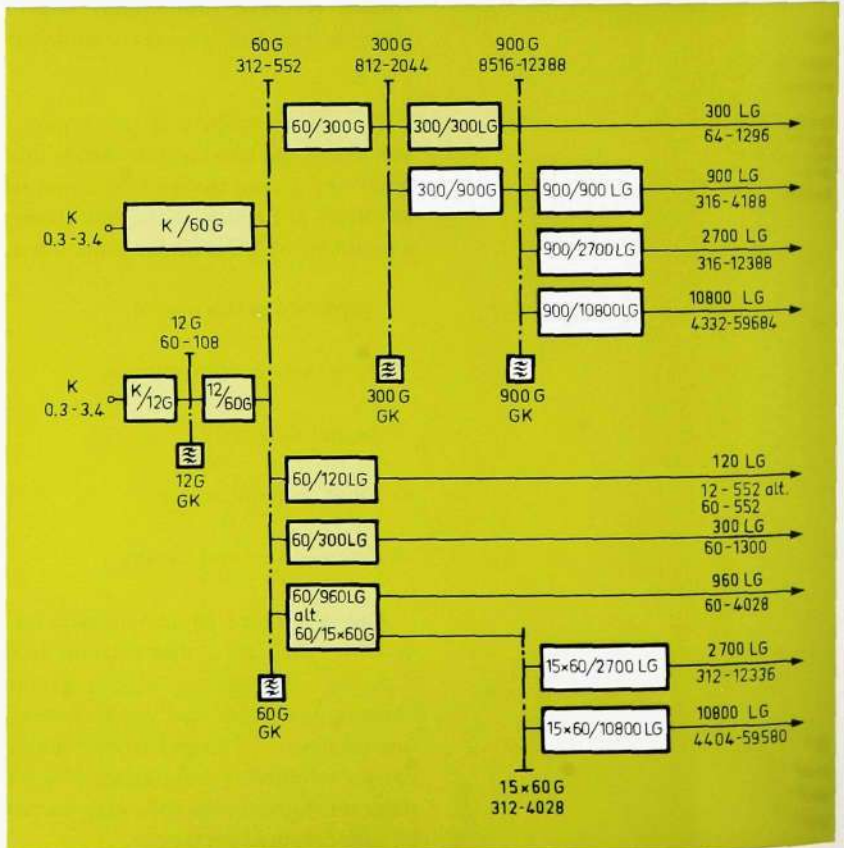 60G
312-552
300G
812-2044
900G
8516-12388
60/300G
300/300LG
300 LG
64-1296
300/900G
900/900 LG
900 LG
316-4188
K
0.3-3.4
K/60G
900/2700LG
2700 LG
316-12388
900/10800LG
10800 LG
4332-59684
12G
60-108
300G
GK
900G
GK
K
0.3-3.4
K/12G
12/60G
12G
GK
60/120LG
120 LG
12-552 alt.
60-552
60/300LG
300 LG
60-1300
60/960LG
alt.
60/15×60G
960 LG
60-4028
15×60/2700 LG
2700 LG
312-12336
60G
GK
15×60/10800LG
10800 LG
4404-59580
15×60G
312-4028